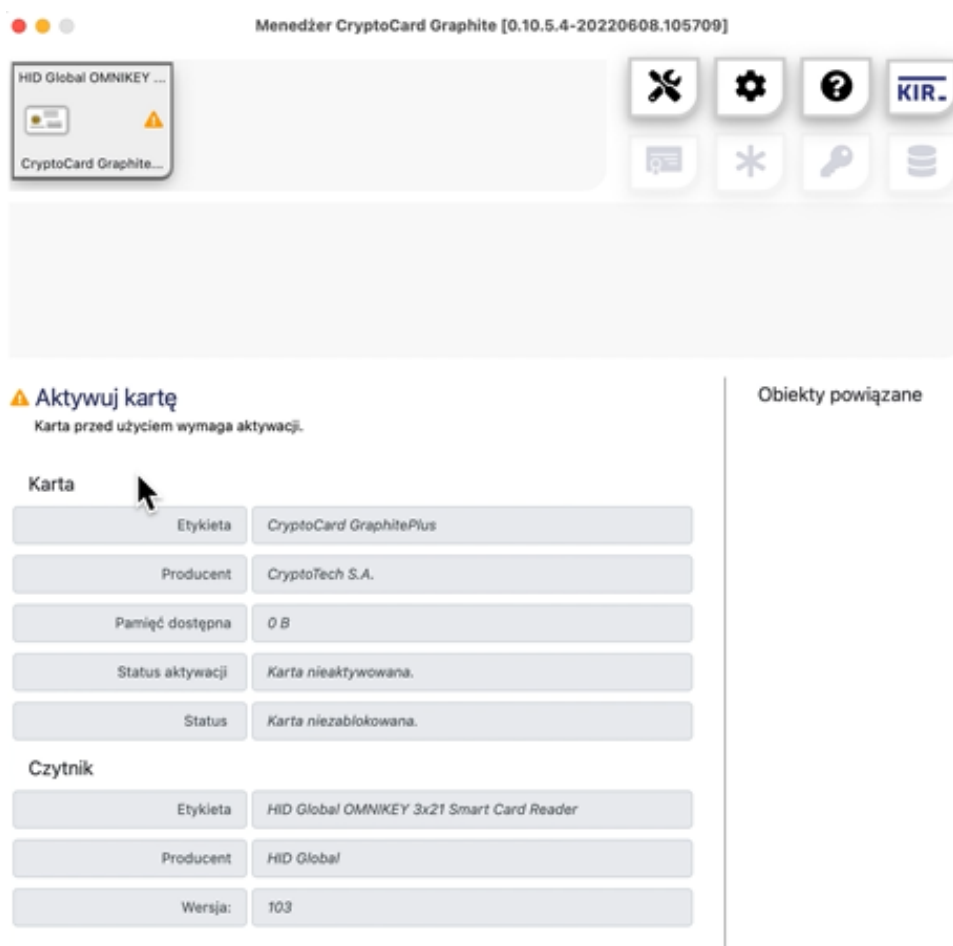 Menedżer CryptoCard Graphite [0.10.5.4-20220608.105709]
HID Global OMNIKEY ...
CryptoCard Graphite...
KIR
Aktywuj kartę
Karta przed użyciem wymaga aktywacji.
Obiekty powiązane
Karta
Etykieta CryptoCard GraphitePlus
Producent CryptoTech S.A.
Pamięć dostępna 0 B
Status aktywacji Karta nieaktywowana.
Status Karta niezablokowana.
Czytnik
Etykieta HID Global OMNIKEY 3x21 Smart Card Reader
Producent HID Global
Wersja: 103